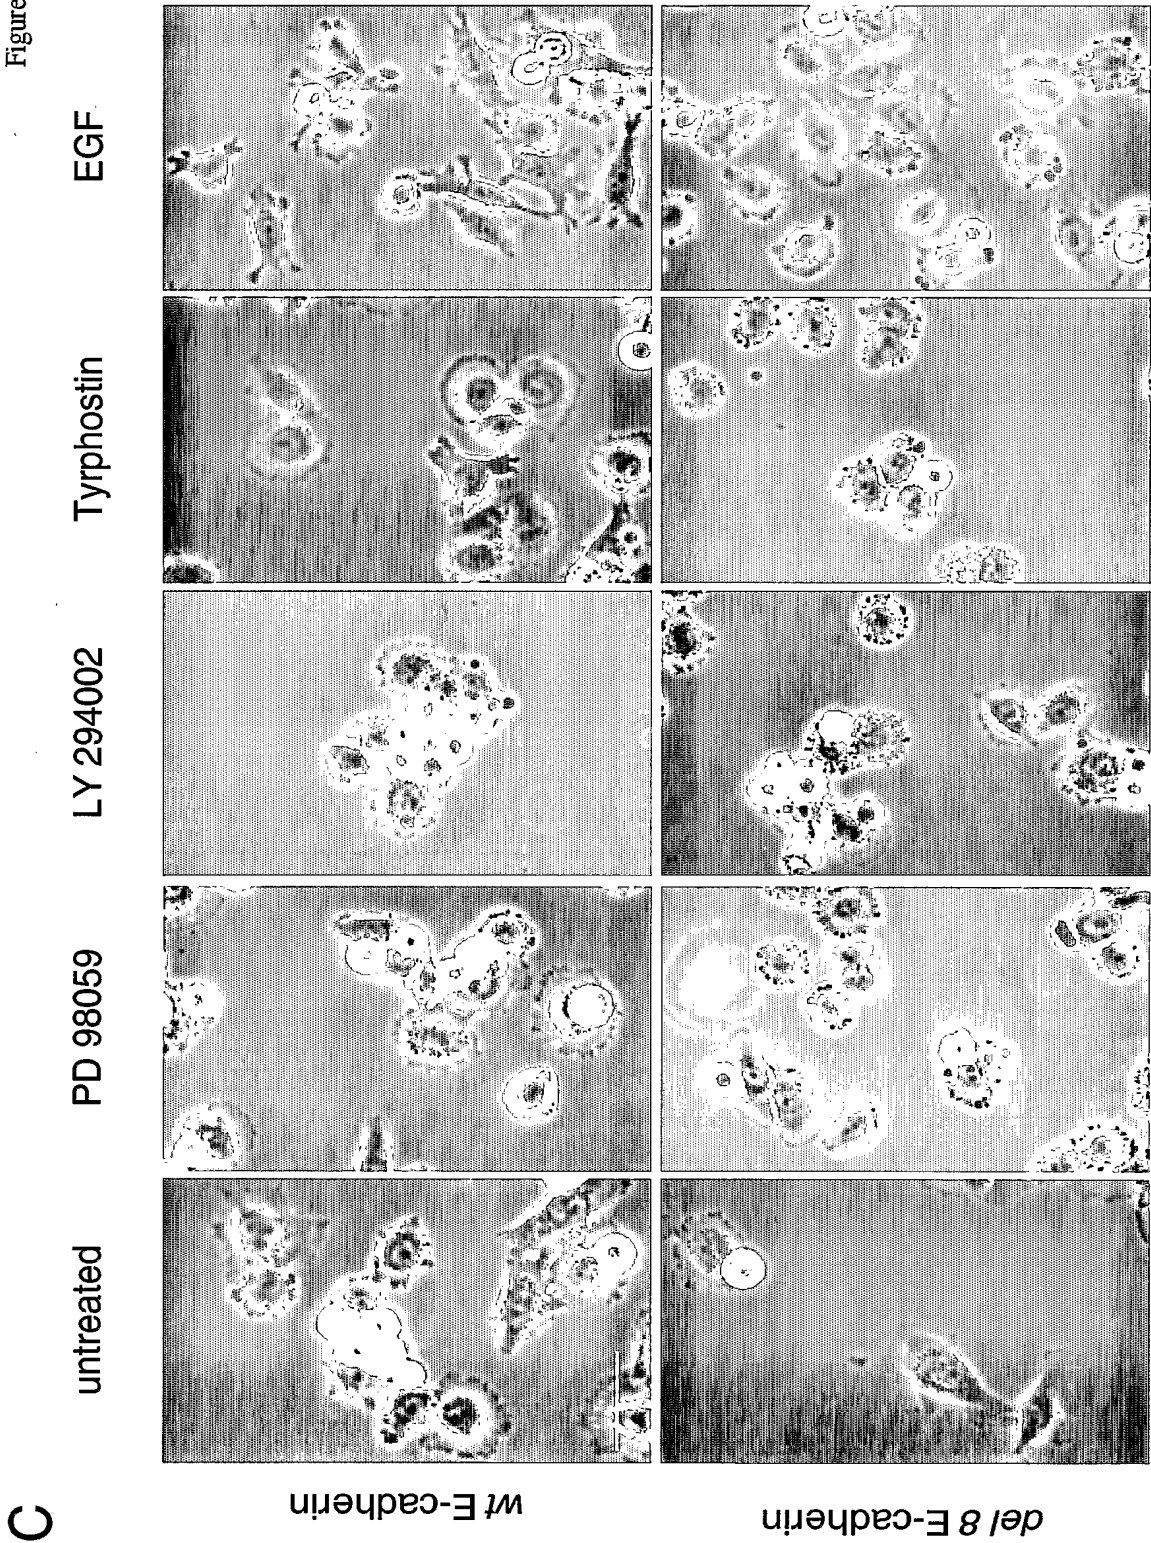 Figure
C
untreated
PD 98059
LY 294002
Tyrphostin
EGF
wt E-cadherin
del 8 E-cadherin